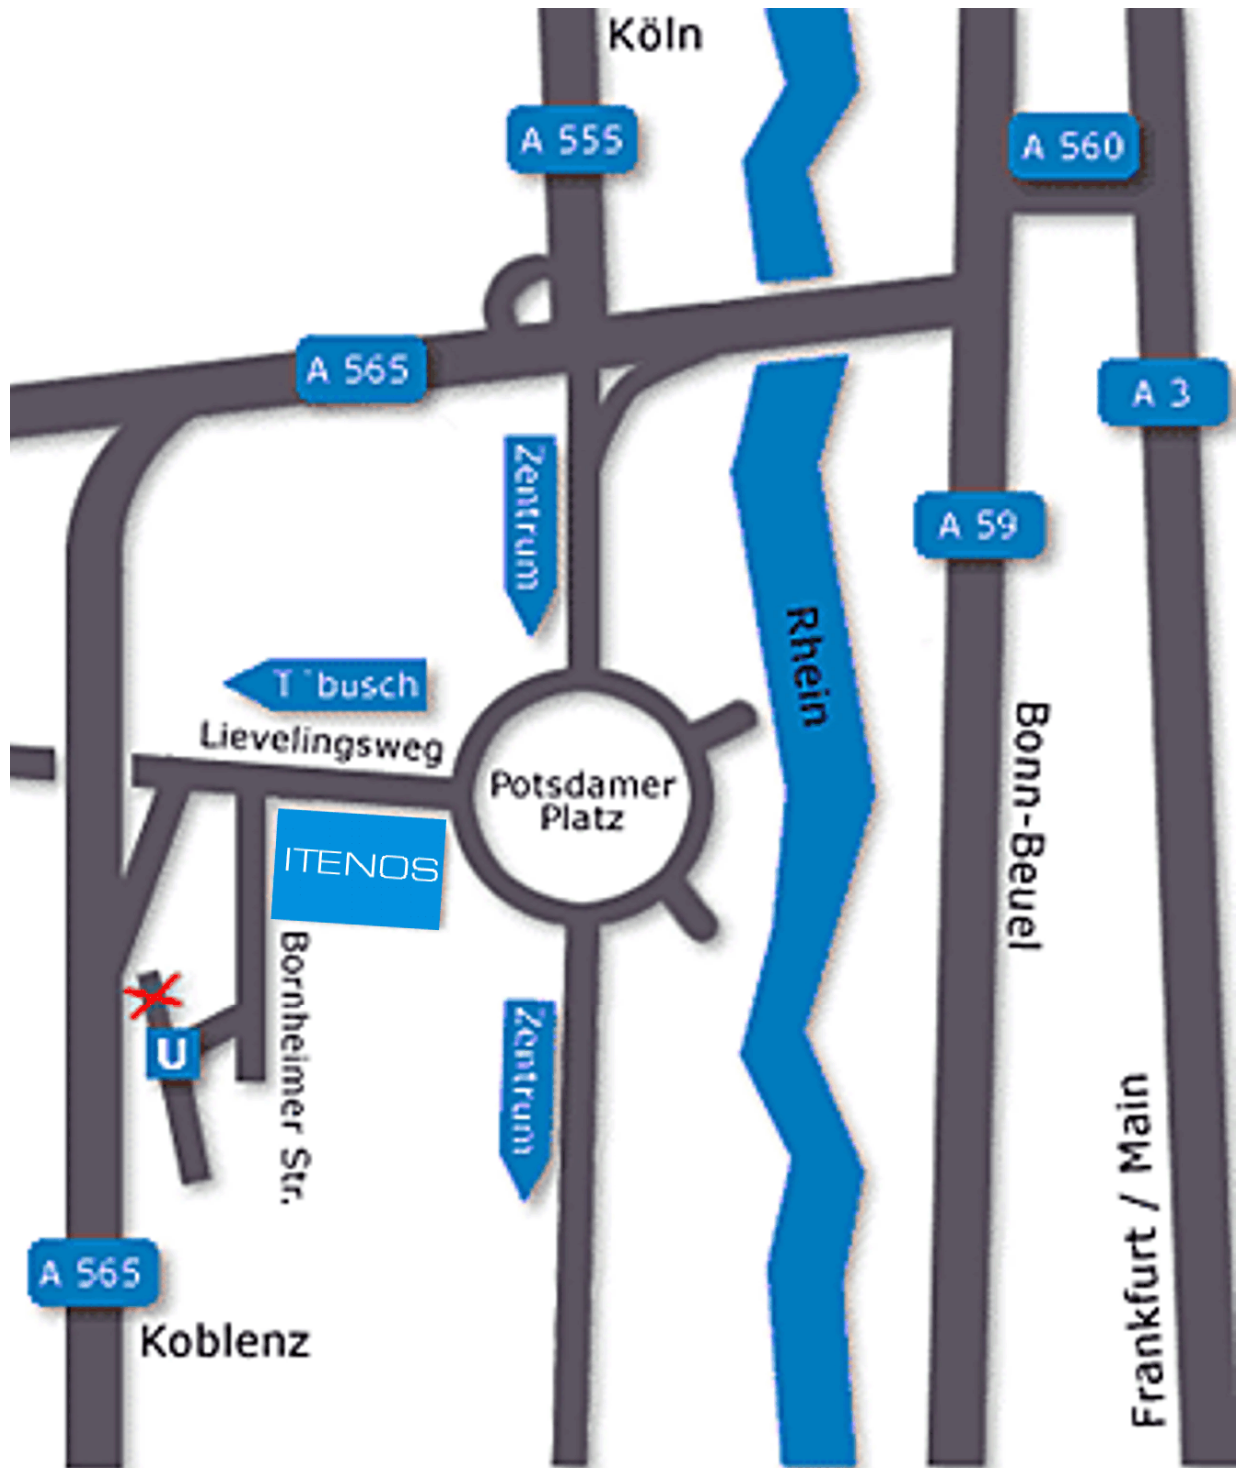 Köln
A 555
A 560
A 565
A 3
Zentrum
A 59
Rhein
T´busch
Lievelingsweg
Bonn-Beuel
Potsdamer
Platz
ITENOS
Bornheimer Str.
Zentrum
U
Frankfurt / Main
A 565
Koblenz